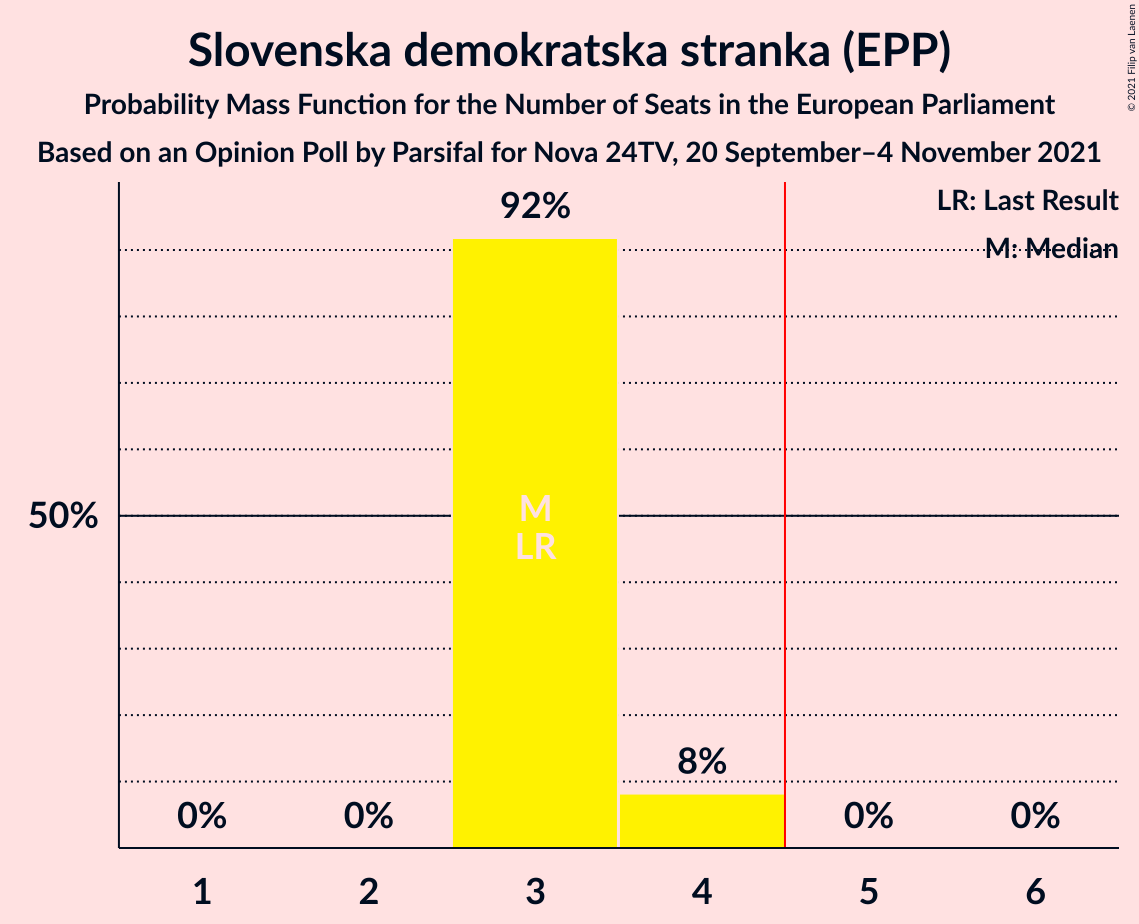 Slovenska demokratska stranka (EPP)
Probability Mass Function for the Number of Seats in the European Parliament
Based on an Opinion Poll by Parsifal for Nova 24TV, 20 September–4 November 2021
© 2021 Filip van Laenen
LR: Last Result
M: Median
92%
50%
M
LR
8%
0%
0%
0%
0%
1
2
3
4
5
6